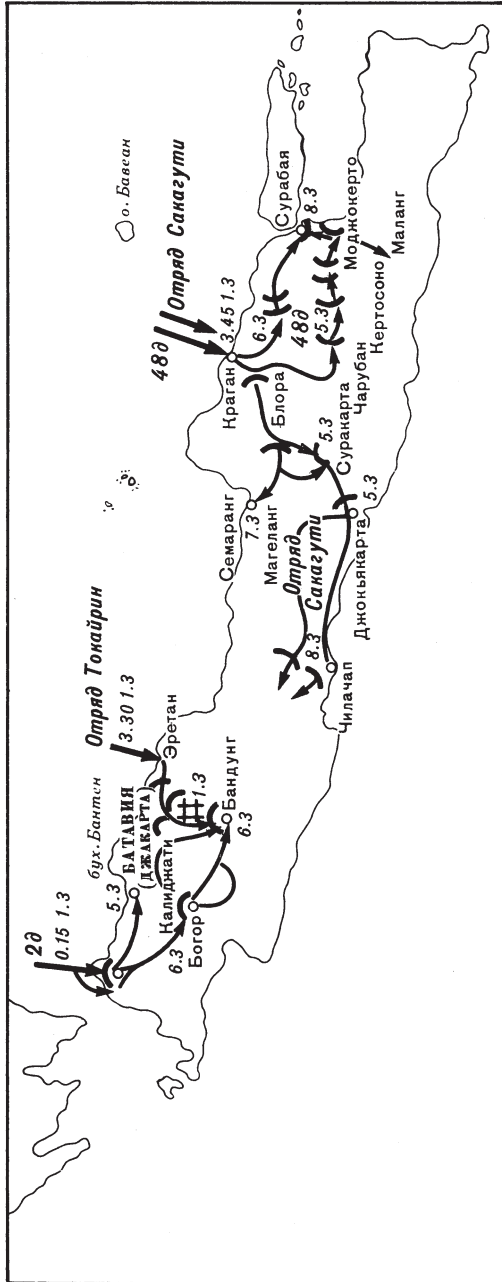 2д
0.15 1.3
бух. Бантен
5.3
БАТАВИЯ
(ДЖАКАРТА)
Калиджати
6.3
Богор
Отряд Токайрин
3.30 1.3
Эретан
1.3
Бандунг
6.3
Семаранг
7.3
Магеланг
Отряд
Сакагути
8.3
Чилачап
Джокьякарта
5.3
о. Бавеан
48д
Отряд Сакагути
3.45 1.3
Краган
Блора
5.3
Суракарта
Чарубан
6.3
48д
5.3
Кертосоно
Сурабая
8.3
Моджокерто
Маланг